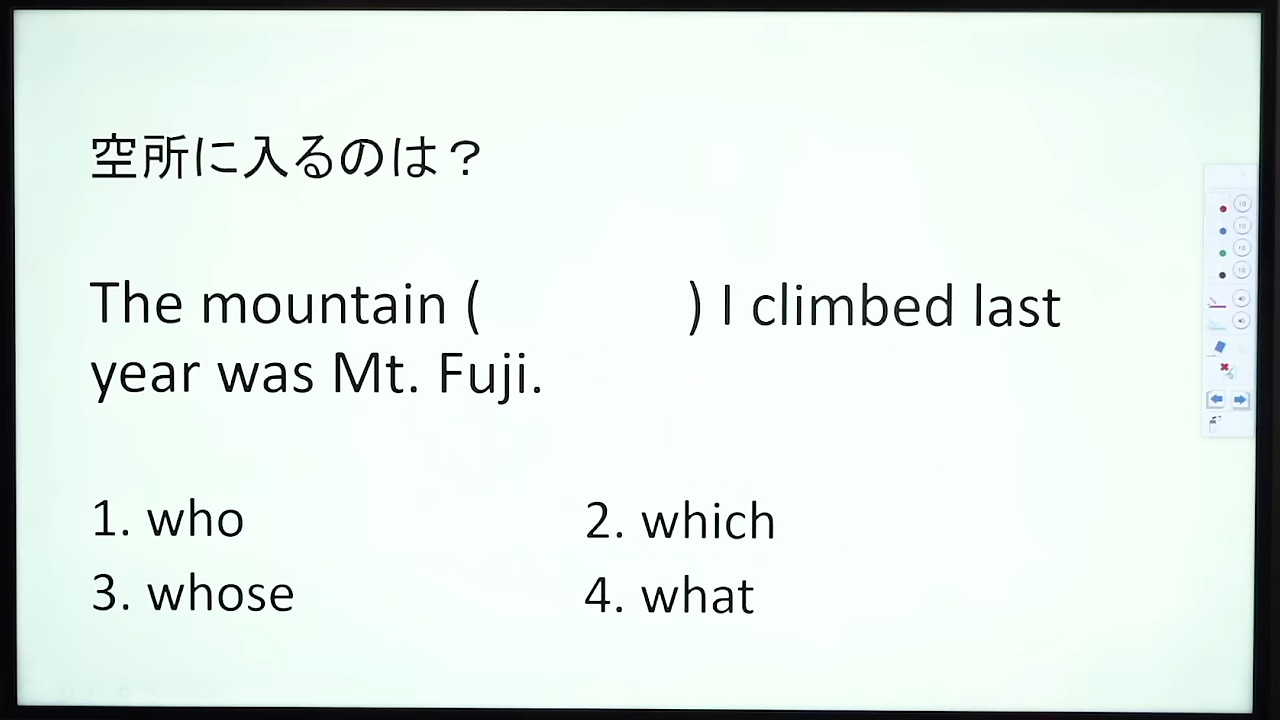 空所に入るのは？
The mountain (　　　　) I climbed last
year was Mt. Fuji.
1. who 2. which
3. whose 4. what